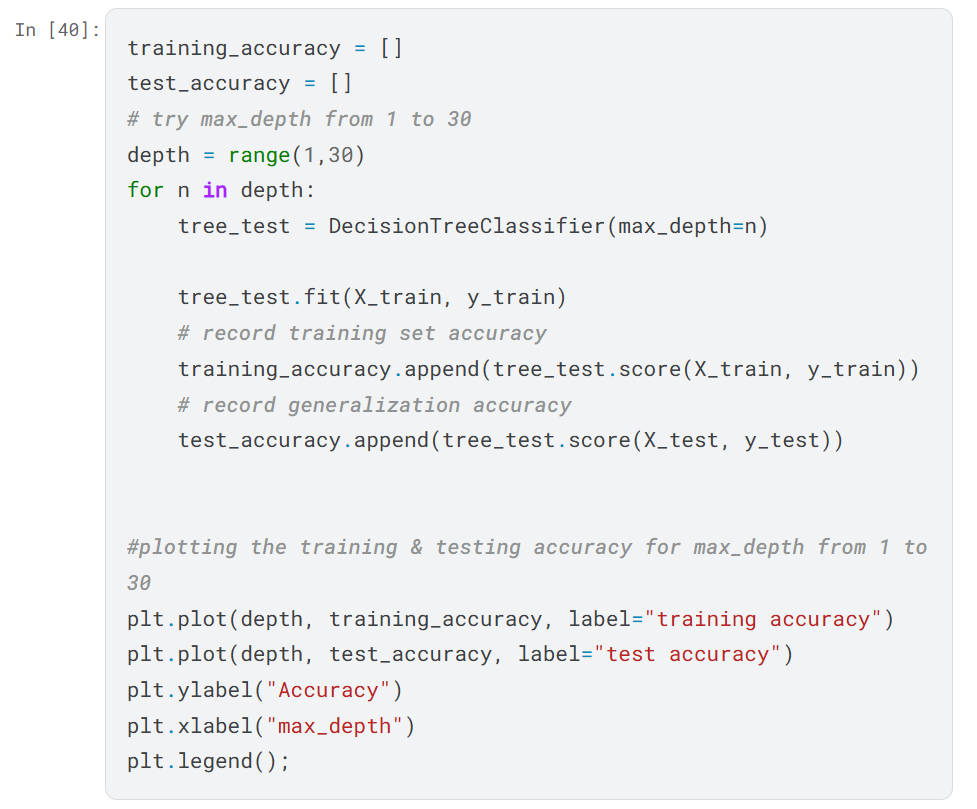 In [40]:
training_accuracy = []
test_accuracy = []
# try max_depth from 1 to 30
depth = range(1,30)
for n in depth:
    tree_test = DecisionTreeClassifier(max_depth=n)

    tree_test.fit(X_train, y_train)
    # record training set accuracy
    training_accuracy.append(tree_test.score(X_train, y_train))
    # record generalization accuracy
    test_accuracy.append(tree_test.score(X_test, y_test))


#plotting the training & testing accuracy for max_depth from 1 to
30
plt.plot(depth, training_accuracy, label="training accuracy")
plt.plot(depth, test_accuracy, label="test accuracy")
plt.ylabel("Accuracy")
plt.xlabel("max_depth")
plt.legend();